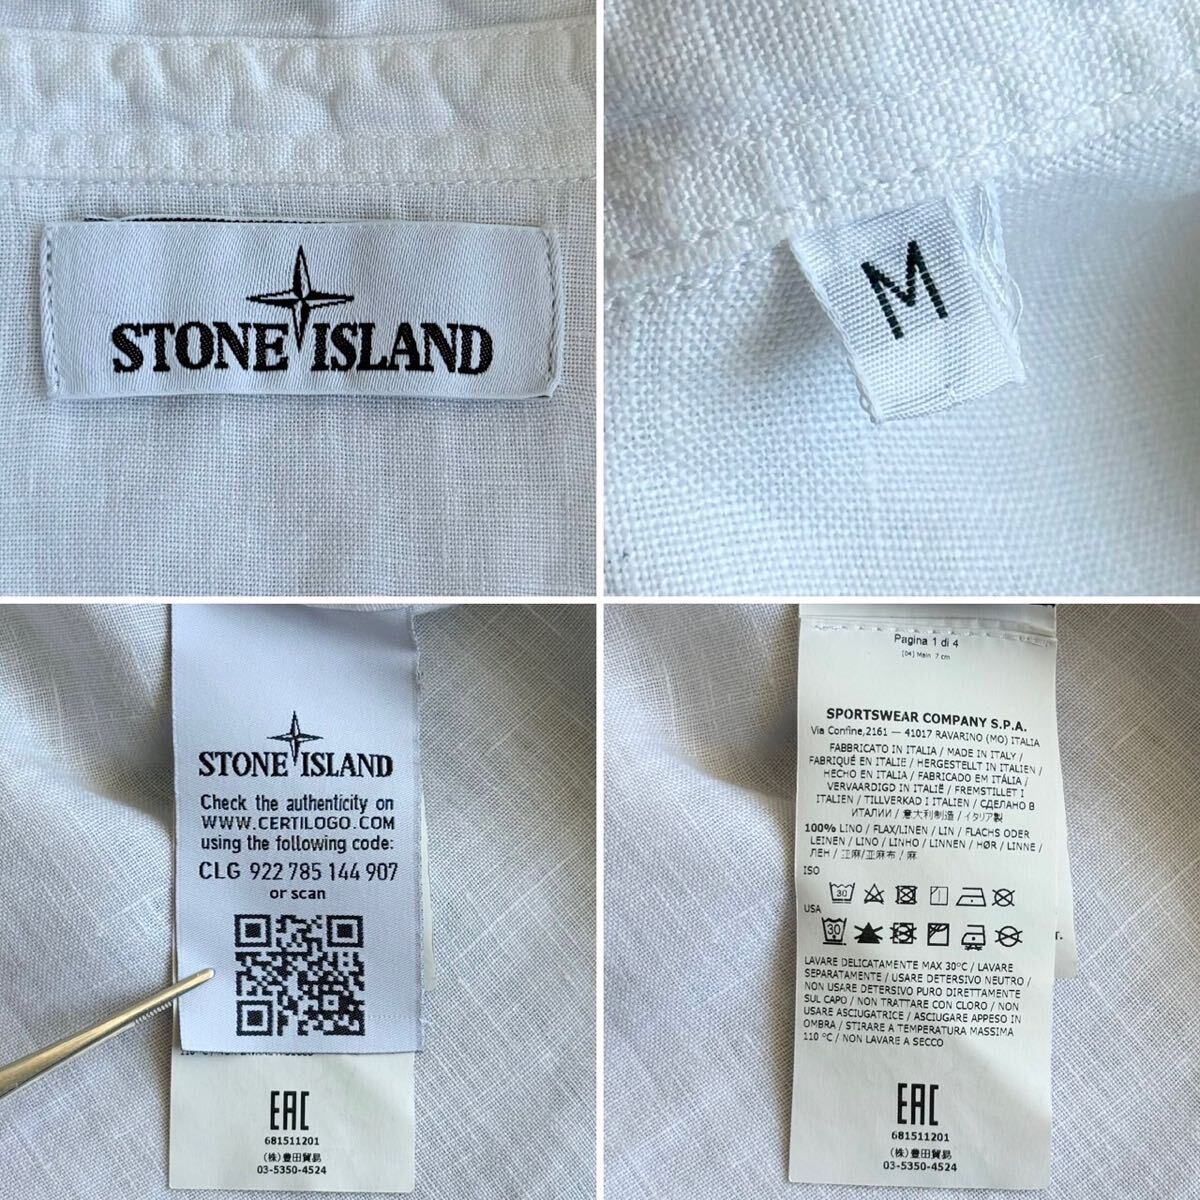 STONE ISLAND
M
STONE ISLAND
Check the authenticity on
WWW.CERTILOGO.COM
using the following code:
CLG 922 785 144 907
or scan
EAC
681511201
(株)豊田貿易
03-5350-4524
Pagina 1 di 4
[04] Main 7 cm
SPORTSWEAR COMPANY S.P.A.
Via Confine,2161 — 41017 RAVARINO (MO) ITALIA
FABBRICATO IN ITALIA / MADE IN ITALY /
FABRIQUÉ EN ITALIE / HERGESTELLT IN ITALIEN /
HECHO EN ITALIA / FABRICADO EM ITÁLIA /
VERVAARDIGD IN ITALIË / FREMSTILLET I
ITALIEN / TILLVERKAD I ITALIEN / СДЕЛАНО В
ИТАЛИИ / 意大利制造 / イタリア製
100% LINO / FLAX/LINEN / LIN / FLACHS ODER
LEINEN / LINO / LINHO / LINNEN / HØR / LINNE /
ЛЕН / 亚麻/亜麻布 / 麻
ISO
30
USA
30
LAVARE DELICATAMENTE MAX 30°C / LAVARE
SEPARATAMENTE / USARE DETERSIVO NEUTRO /
NON USARE DETERSIVO PURO DIRETTAMENTE
SUL CAPO / NON TRATTARE CON CLORO / NON
USARE ASCIUGATRICE / ASCIUGARE APPESO IN
OMBRA / STIRARE A TEMPERATURA MASSIMA
110 °C / NON LAVARE A SECCO
EAC
681511201
(株)豊田貿易
03-5350-4524